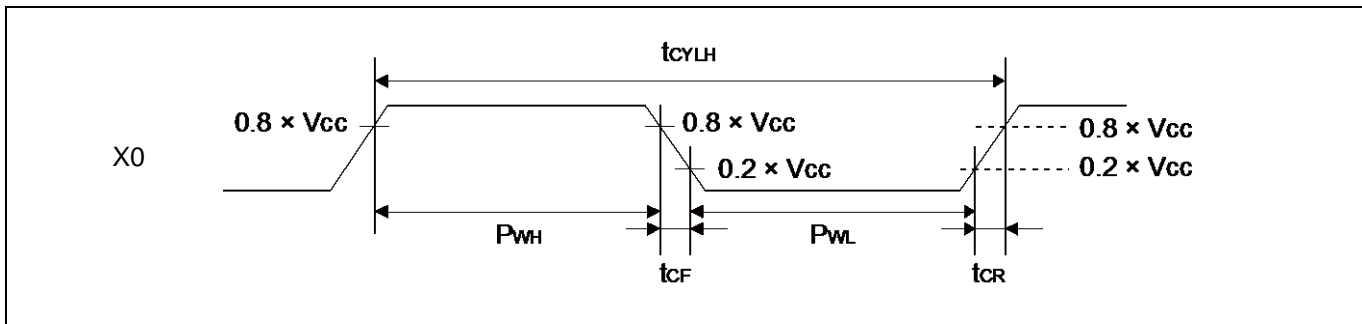 tCYLH
0.8 × Vcc
0.8 × Vcc
0.8 × Vcc
X0
0.2 × Vcc
0.2 × Vcc
PWH
PWL
tCF
tCR